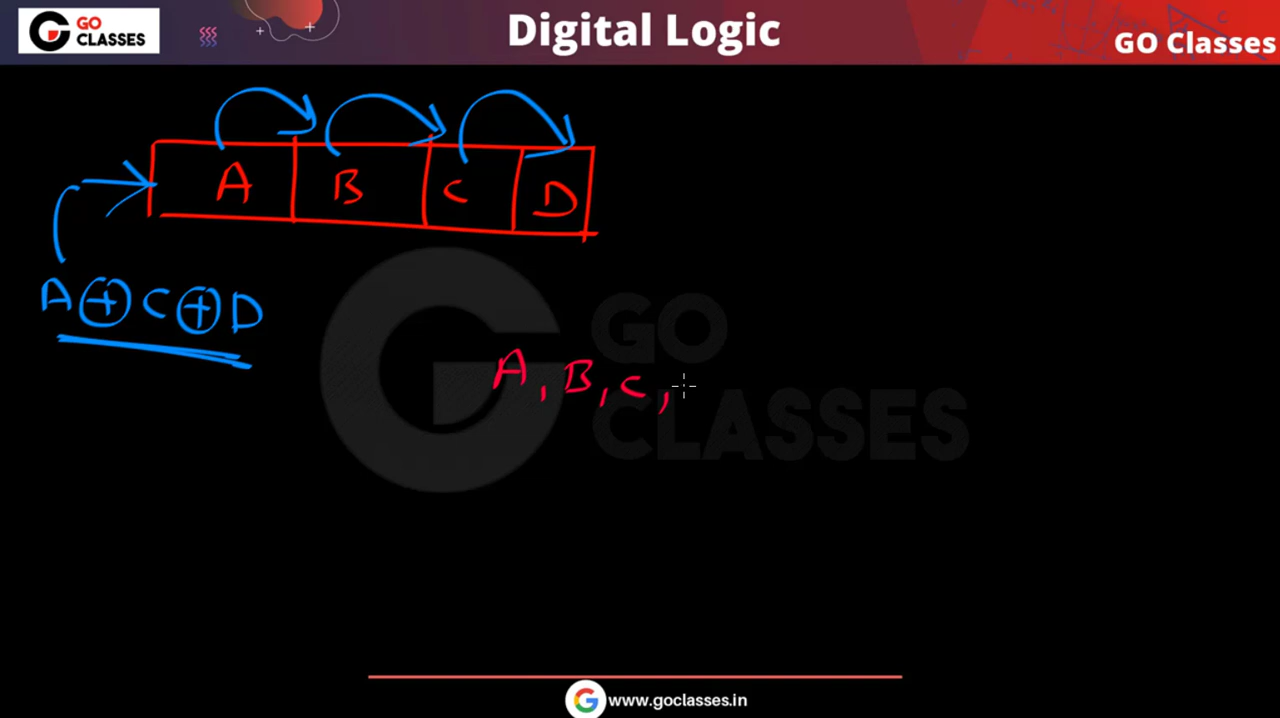 GO
CLASSES
Digital Logic
GO Classes
A B C D
A ⊕ C ⊕ D
GO
CLASSES
A, B, C,
www.goclasses.in